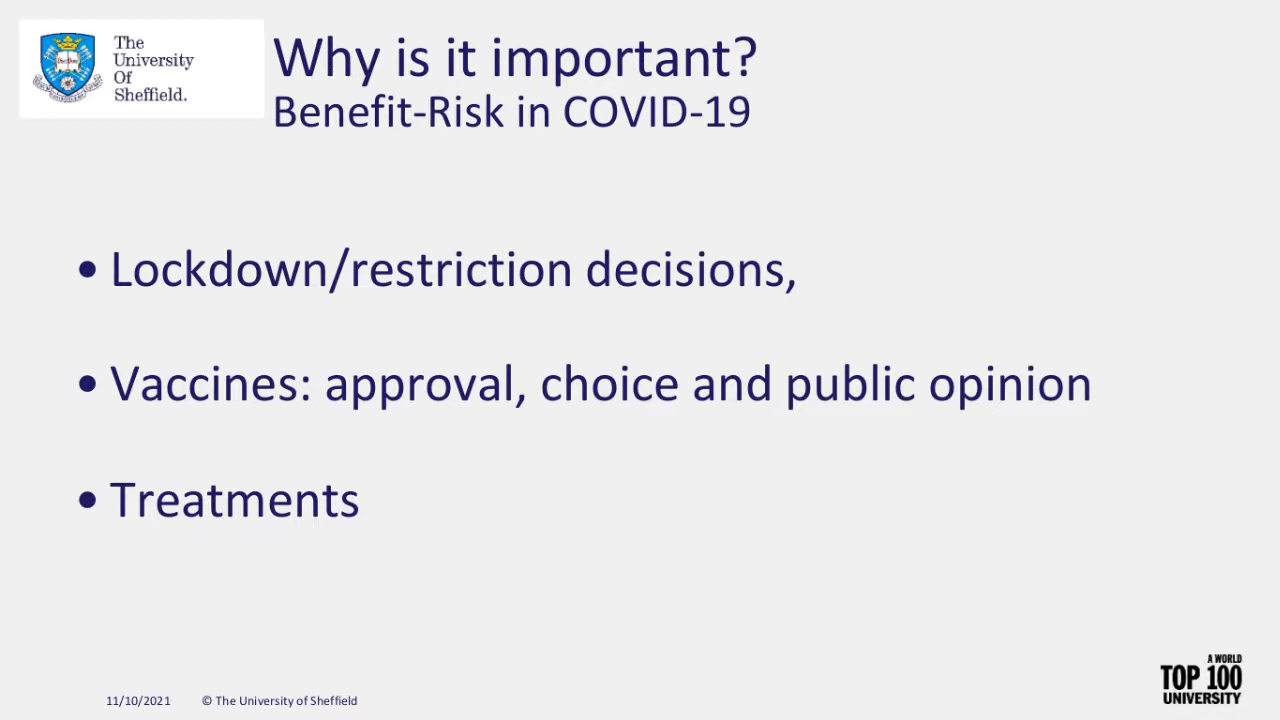 The
University
Of
Sheffield.
Why is it important?
Benefit-Risk in COVID-19
• Lockdown/restriction decisions,
• Vaccines: approval, choice and public opinion
• Treatments
11/10/2021 © The University of Sheffield
A WORLD
TOP 100
UNIVERSITY